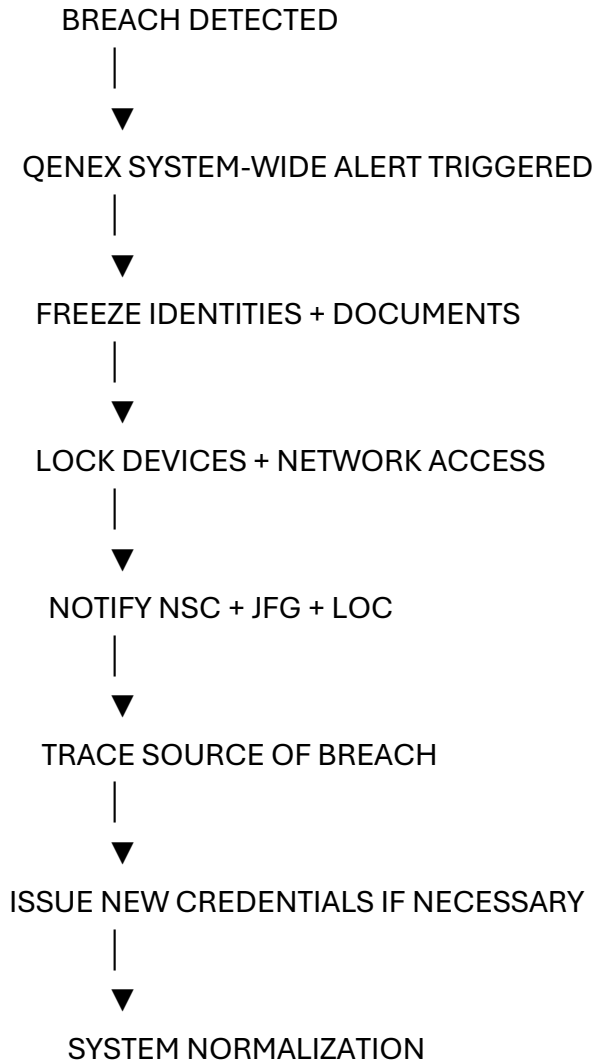 BREACH DETECTED
QENEX SYSTEM-WIDE ALERT TRIGGERED
FREEZE IDENTITIES + DOCUMENTS
LOCK DEVICES + NETWORK ACCESS
NOTIFY NSC + JFG + LOC
TRACE SOURCE OF BREACH
ISSUE NEW CREDENTIALS IF NECESSARY
SYSTEM NORMALIZATION